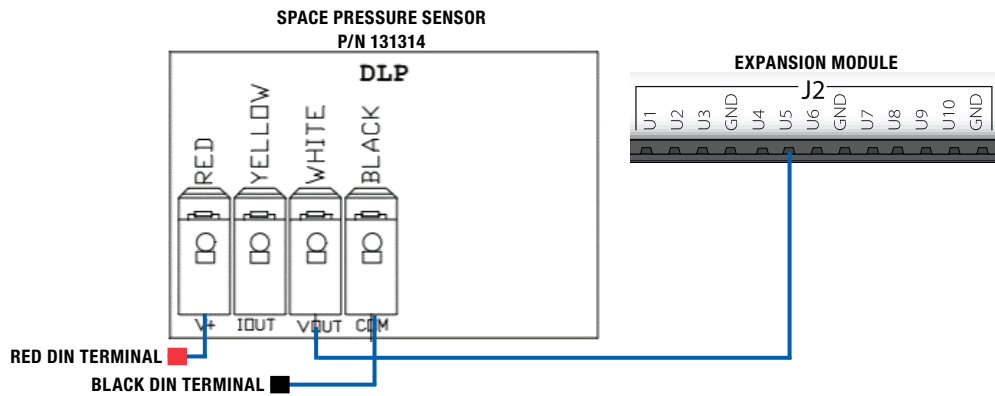 SPACE PRESSURE SENSOR
P/N 131314
DLP
RED
YELLOW
WHITE
BLACK
V+
IOUT
VOUT
COM
RED DIN TERMINAL
BLACK DIN TERMINAL
EXPANSION MODULE
J2
U1
U2
U3
GND
U4
U5
U6
GND
U7
U8
U9
U10
GND